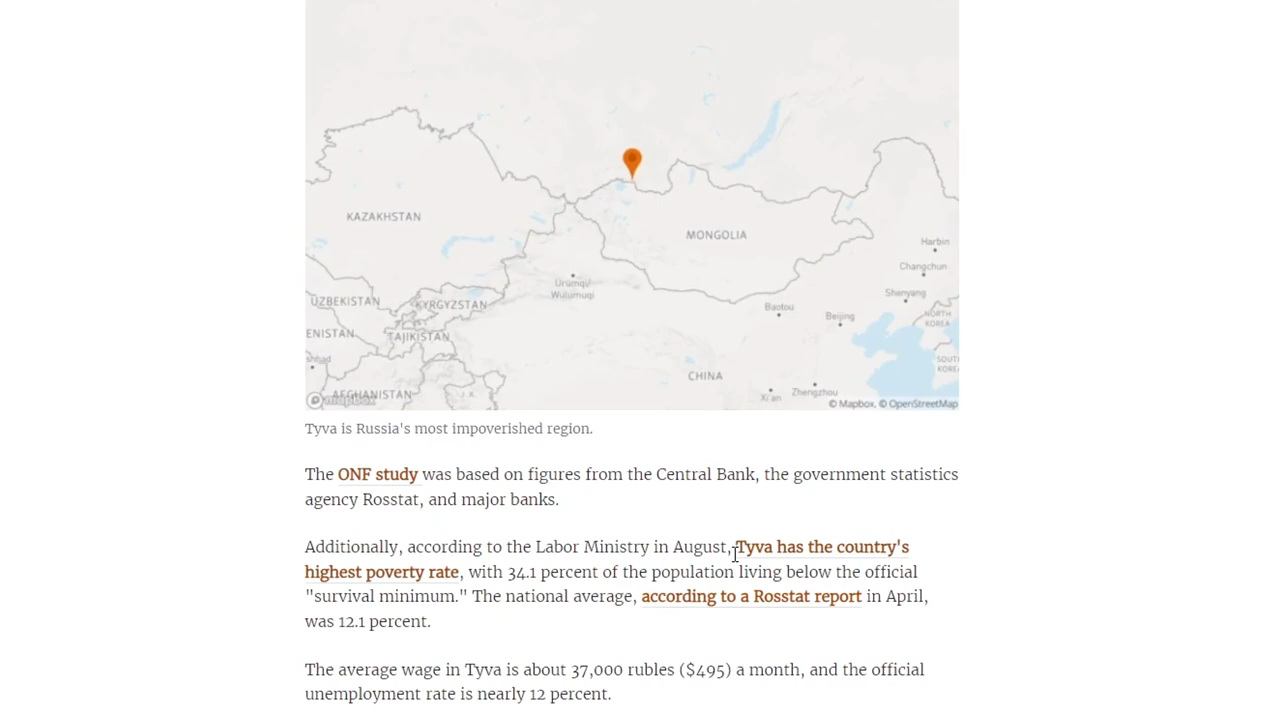 KAZAKHSTAN
MONGOLIA
Harbin
Changchun
Ürümqi/
Wulumuqi
Shenyang
UZBEKISTAN
KYRGYZSTAN
Baotou
Beijing
NORTH
KOREA
ENISTAN
TAJIKISTAN
shhad
SOUTH
KORE
CHINA
AFGHANISTAN
J.K.
Xi'an
Zhengzhou
mapbox
© Mapbox, © OpenStreetMap
Tyva is Russia's most impoverished region.
The ONF study was based on figures from the Central Bank, the government statistics
agency Rosstat, and major banks.
Additionally, according to the Labor Ministry in August, Tyva has the country's
highest poverty rate, with 34.1 percent of the population living below the official
"survival minimum." The national average, according to a Rosstat report in April,
was 12.1 percent.
The average wage in Tyva is about 37,000 rubles ($495) a month, and the official
unemployment rate is nearly 12 percent.